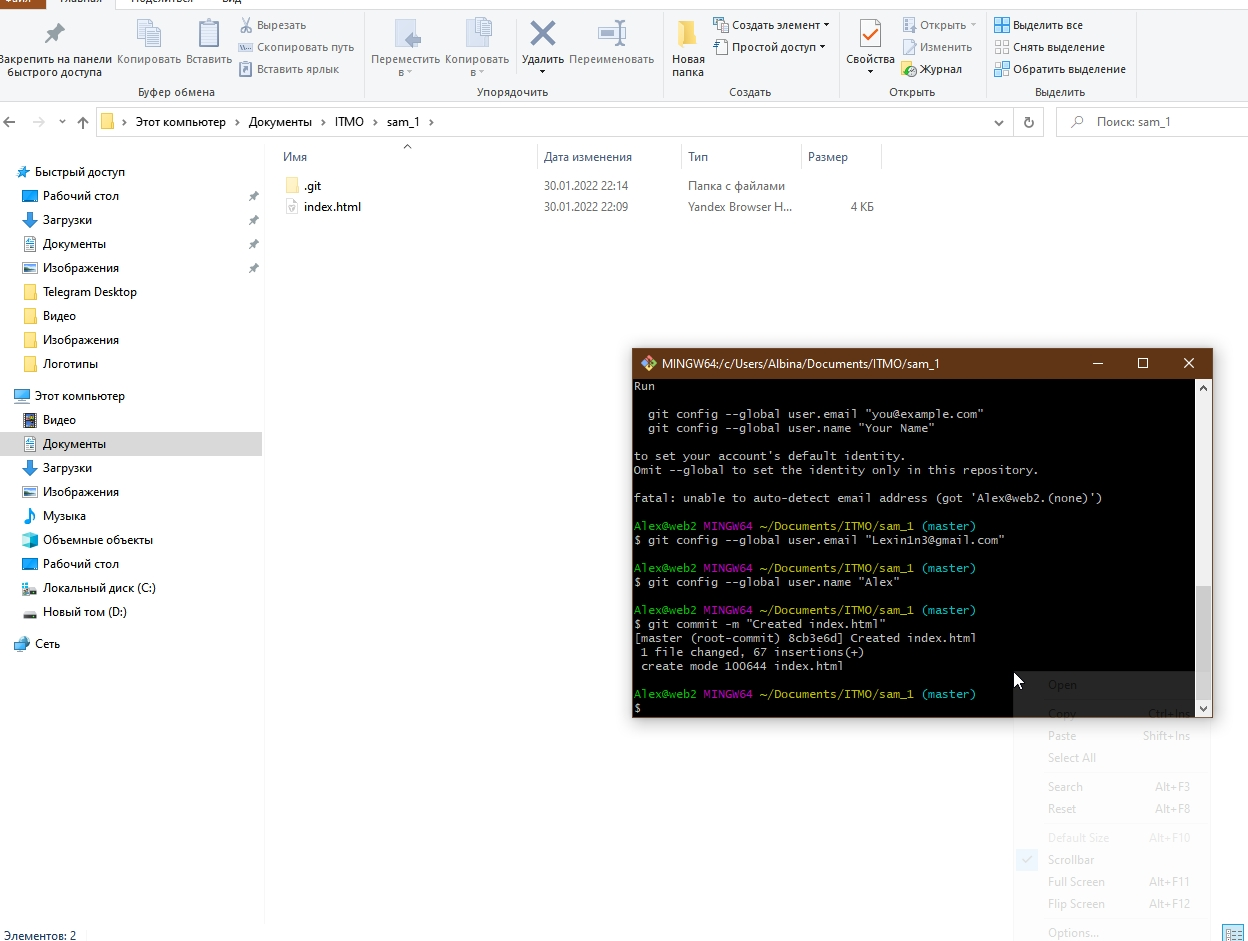 Файл Главная Поделиться Вид
Закрепить на панели быстрого доступа
Копировать
Вставить
Вырезать
Скопировать путь
Вставить ярлык
Буфер обмена
Переместить в
Копировать в
Удалить
Переименовать
Упорядочить
Новая папка
Создать элемент
Простой доступ
Создать
Свойства
Открыть
Изменить
Журнал
Открыть
Выделить все
Снять выделение
Обратить выделение
Выделить
Этот компьютер > Документы > ITMO > sam_1 >
Поиск: sam_1
Имя Дата изменения Тип Размер
.git 30.01.2022 22:14 Папка с файлами
index.html 30.01.2022 22:09 Yandex Browser H... 4 КБ
Быстрый доступ
Рабочий стол
Загрузки
Документы
Изображения
Telegram Desktop
Видео
Изображения
Логотипы
Этот компьютер
Видео
Документы
Загрузки
Изображения
Музыка
Объемные объекты
Рабочий стол
Локальный диск (C:)
Новый том (D:)
Сеть
MINGW64:/c/Users/Albina/Documents/ITMO/sam_1
Run
git config --global user.email "you@example.com"
git config --global user.name "Your Name"
to set your account's default identity.
Omit --global to set the identity only in this repository.
fatal: unable to auto-detect email address (got 'Alex@web2.(none)')
Alex@web2 MINGW64 ~/Documents/ITMO/sam_1 (master)
$ git config --global user.email "Lexin1n3@gmail.com"
Alex@web2 MINGW64 ~/Documents/ITMO/sam_1 (master)
$ git config --global user.name "Alex"
Alex@web2 MINGW64 ~/Documents/ITMO/sam_1 (master)
$ git commit -m "Created index.html"
[master (root-commit) 8cb3e6d] Created index.html
1 file changed, 67 insertions(+)
create mode 100644 index.html
Alex@web2 MINGW64 ~/Documents/ITMO/sam_1 (master)
$
Open
Copy Ctrl+Ins
Paste Shift+Ins
Select All
Search Alt+F3
Reset Alt+F8
Default Size Alt+F10
Scrollbar
Full Screen Alt+F11
Flip Screen Alt+F12
Options...
Элементов: 2